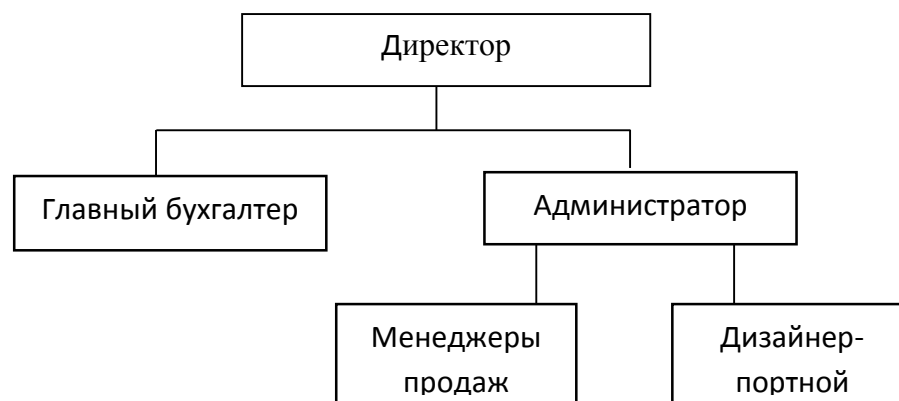 Директор
Главный бухгалтер
Администратор
Менеджеры
продаж
Дизайнер-
портной